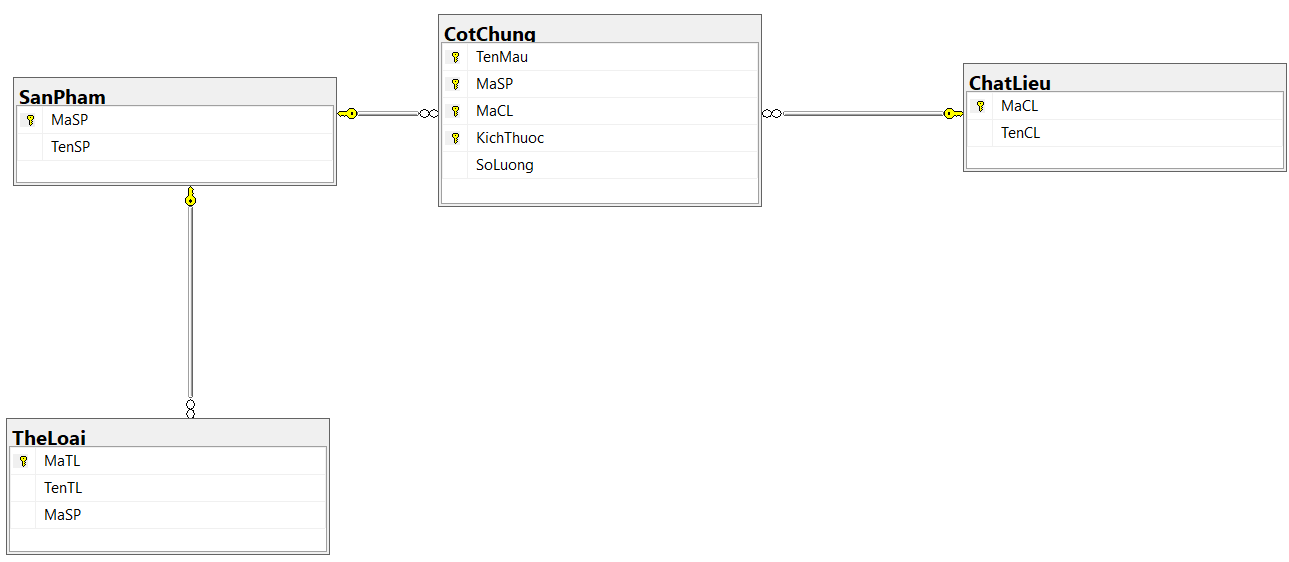 SanPham
MaSP
TenSP
CotChung
TenMau
MaSP
MaCL
KichThuoc
SoLuong
ChatLieu
MaCL
TenCL
TheLoai
MaTL
TenTL
MaSP